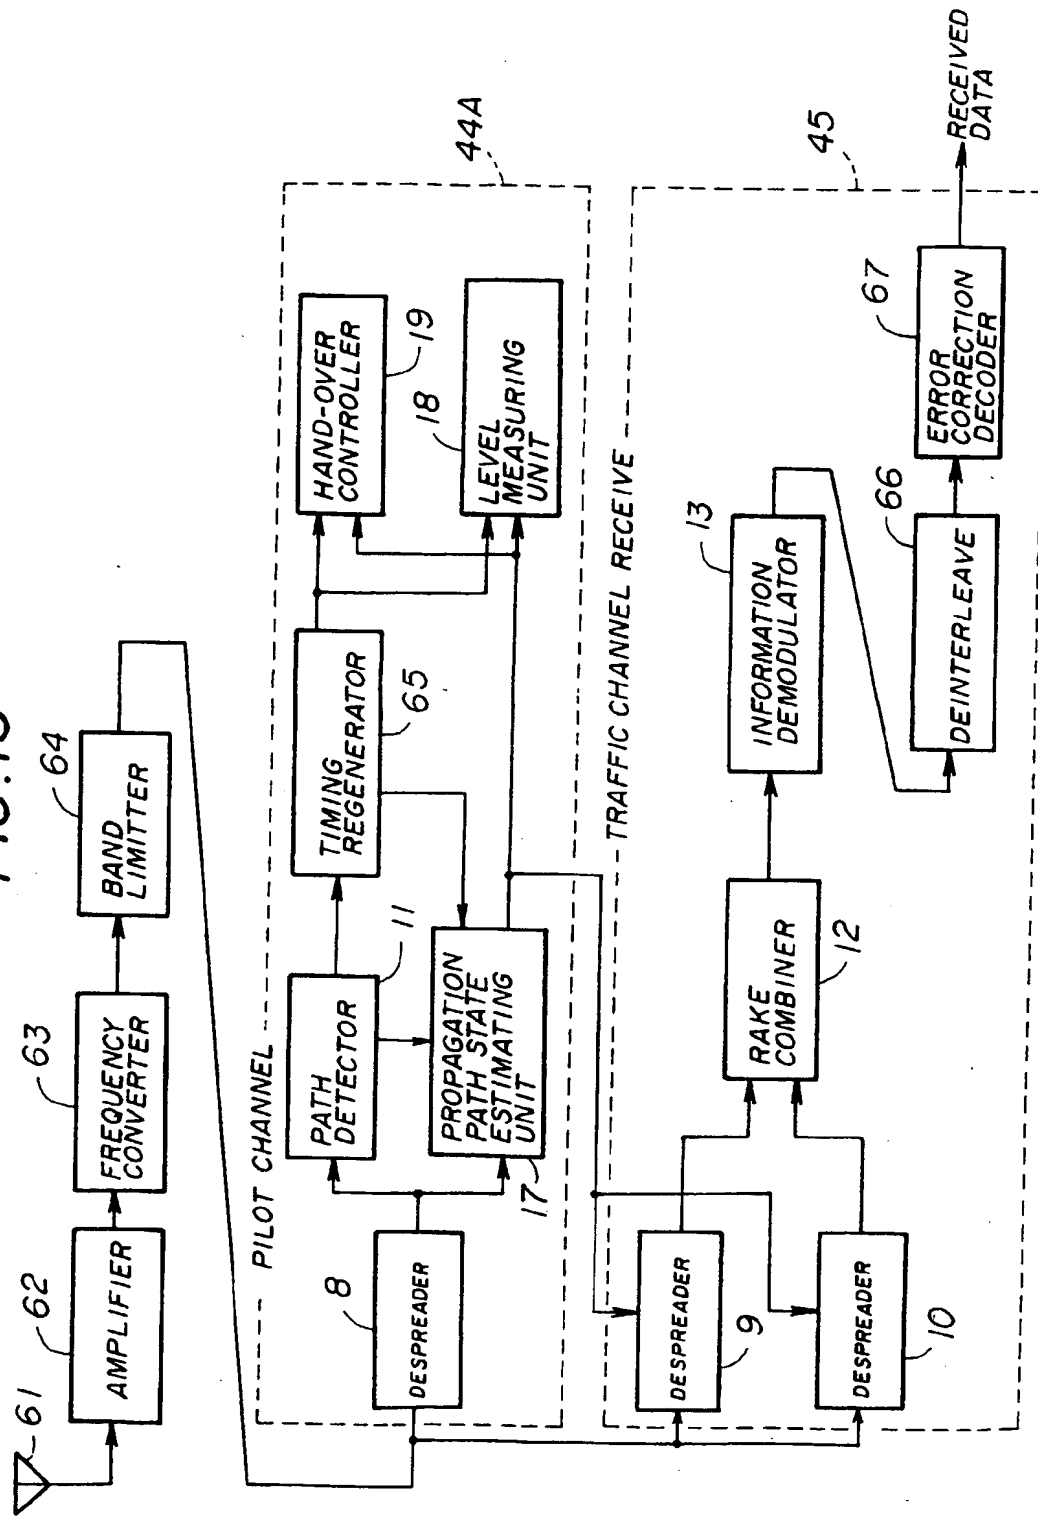 61
62
AMPLIFIER
63
FREQUENCY
CONVERTER
64
BAND
LIMITTER
PILOT CHANNEL
44A
8
DESPREADER
PATH
DETECTOR
11
TIMING
REGENERATOR
65
HAND-OVER
CONTROLLER
19
PROPAGATION
PATH STATE
ESTIMATING
UNIT
17
18
LEVEL
MEASURING
UNIT
TRAFFIC CHANNEL RECEIVE
45
DESPREADER
9
DESPREADER
10
RAKE
COMBINER
12
13
INFORMATION
DEMODULATOR
66
DEINTERLEAVE
67
ERROR
CORRECTION
DECODER
RECEIVED
DATA